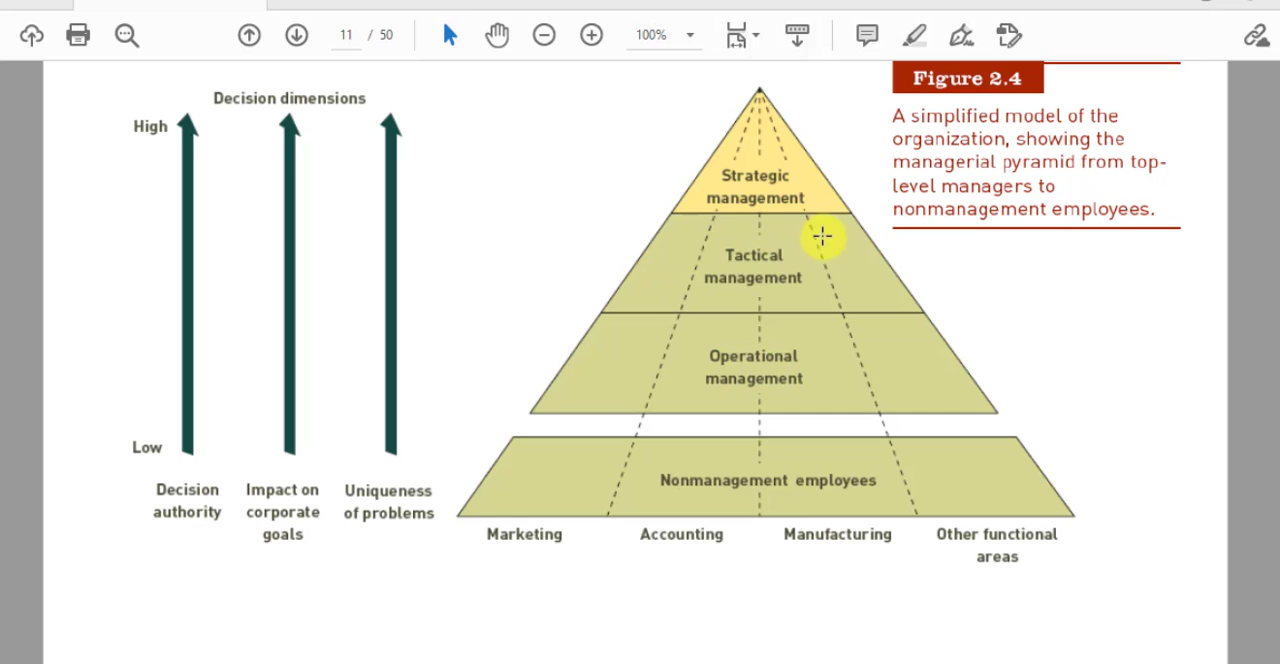 11 / 50
100%
Decision dimensions
High
Low
Decision
authority
Impact on
corporate
goals
Uniqueness
of problems
Strategic
management
Tactical
management
Operational
management
Nonmanagement employees
Marketing
Accounting
Manufacturing
Other functional
areas
Figure 2.4
A simplified model of the
organization, showing the
managerial pyramid from top-
level managers to
nonmanagement employees.